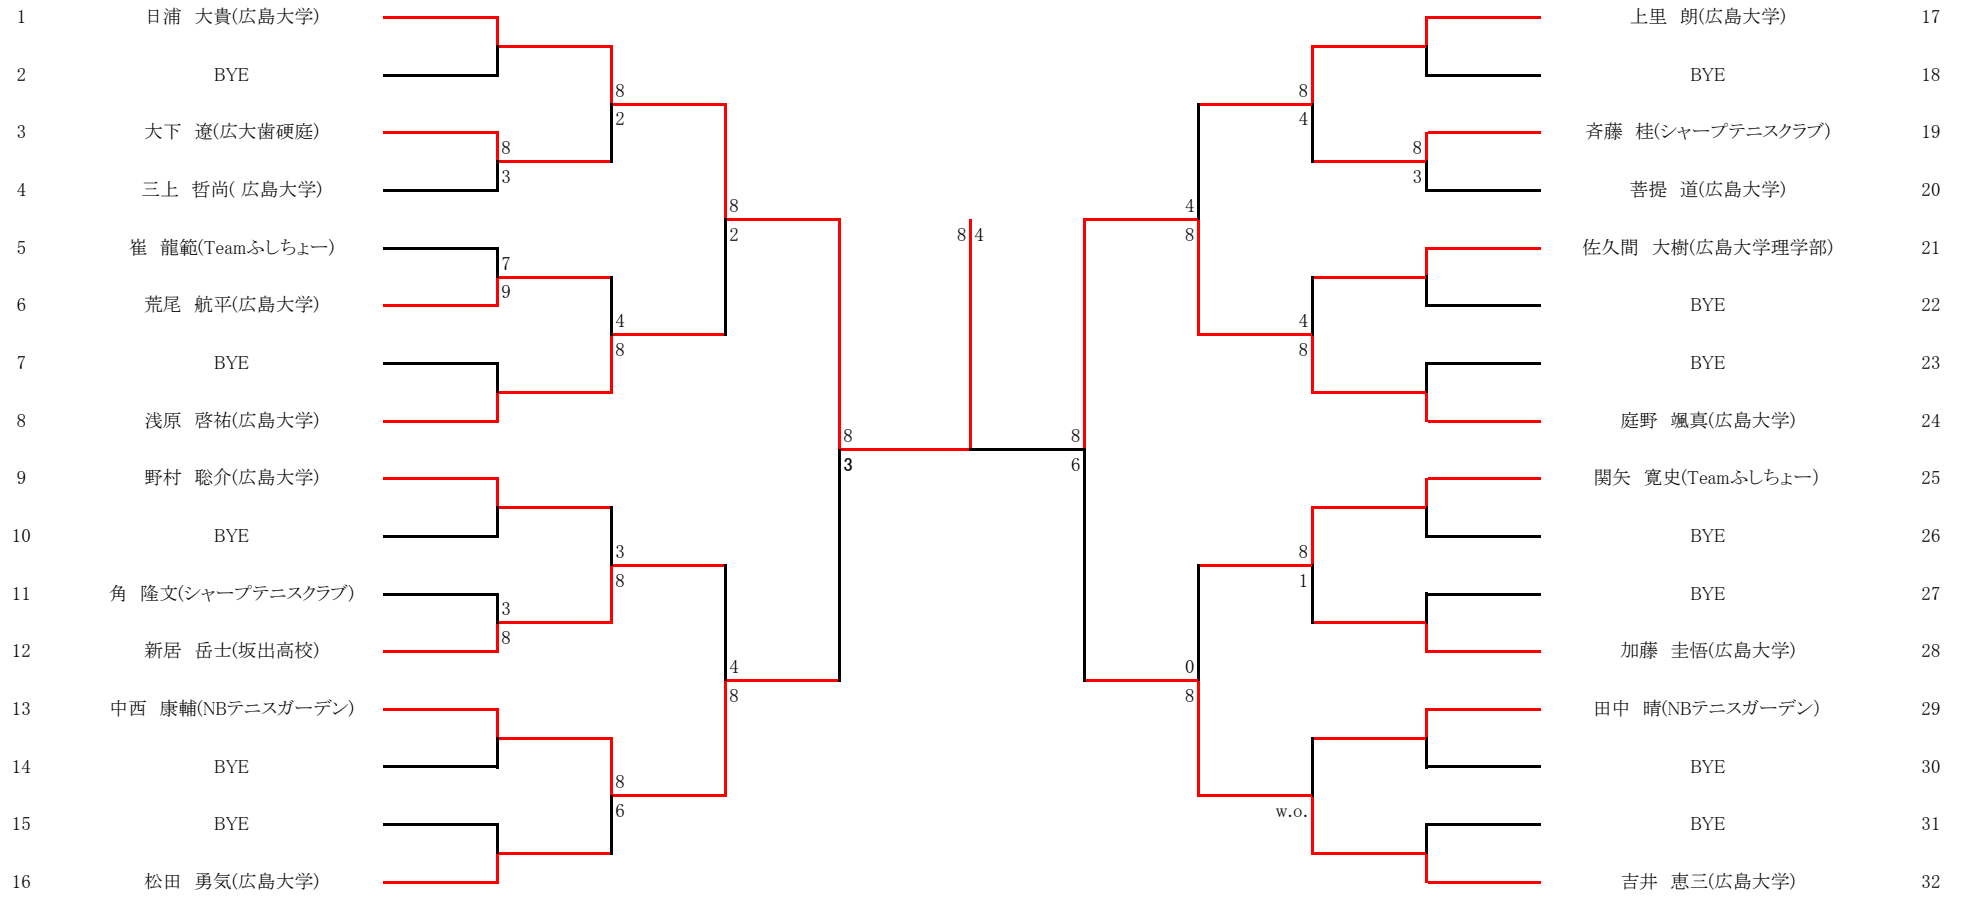 1 日浦 大貴(広島大学) 上里 朗(広島大学) 17
2 BYE BYE 18
8 8
2 4
3 大下 遼(広大歯硬庭) 斉藤 桂(シャープテニスクラブ) 19
8 8
3 3
4 三上 哲尚( 広島大学) 菩提 道(広島大学) 20
8 4
2 8 4 8
5 崔 龍範(Teamふしちょー) 佐久間 大樹(広島大学理学部) 21
7
9
6 荒尾 航平(広島大学) BYE 22
4 4
8 8
7 BYE BYE 23
8 浅原 啓祐(広島大学) 庭野 颯真(広島大学) 24
8 8
3 6
9 野村 聡介(広島大学) 関矢 寛史(Teamふしちょー) 25
10 BYE BYE 26
3 8
8 1
11 角 隆文(シャープテニスクラブ) BYE 27
3
8
12 新居 岳士(坂出高校) 加藤 圭悟(広島大学) 28
4 0
8 8
13 中西 康輔(NBテニスガーデン) 田中 晴(NBテニスガーデン) 29
14 BYE BYE 30
8
6 w.o.
15 BYE BYE 31
16 松田 勇気(広島大学) 吉井 恵三(広島大学) 32